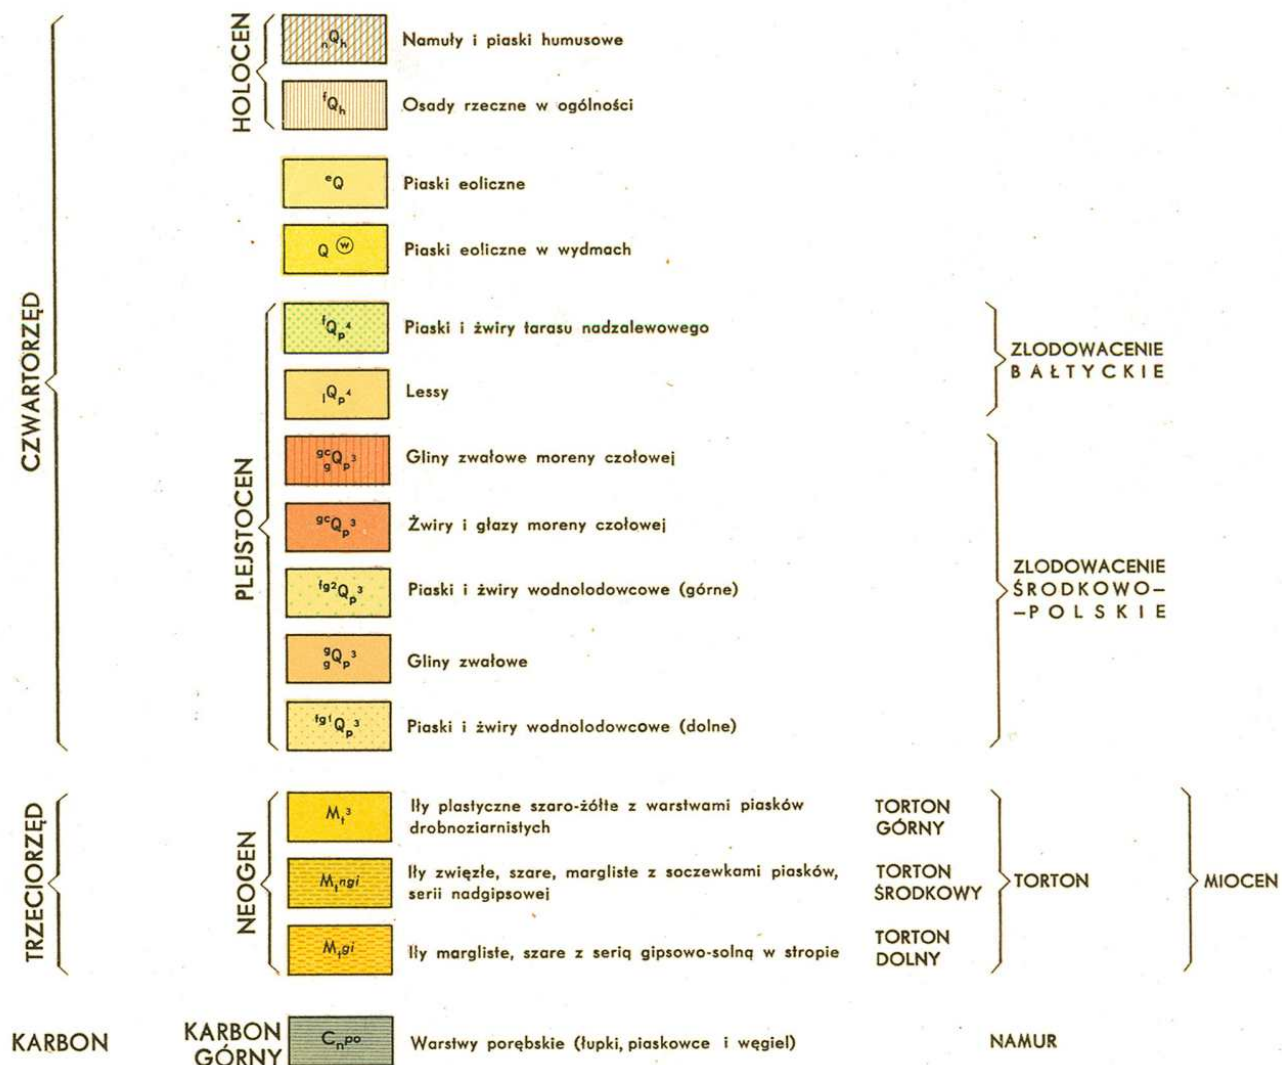 HOLOCEN
nQh Namuły i piaski humusowe
fQh Osady rzeczne w ogólności
eQ Piaski eoliczne
Q w Piaski eoliczne w wydmach
CZWARTORZĘD
PLEJSTOCEN
fQp4 Piaski i żwiry tarasu nadzalewowego
ZLODOWACENIE
BAŁTYCKIE
lQp4 Lessy
gc gQp3 Gliny zwałowe moreny czołowej
gcQp3 Żwiry i głazy moreny czołowej
fg2Qp3 Piaski i żwiry wodnolodowcowe (górne)
ZLODOWACENIE
ŚRODKOWO–
–POLSKIE
g gQp3 Gliny zwałowe
fg1Qp3 Piaski i żwiry wodnolodowcowe (dolne)
TRZECIORZĘD
NEOGEN
Mt3 Iły plastyczne szaro-żółte z warstwami piasków
drobnoziarnistych
TORTON
GÓRNY
Mtngi Iły zwięzłe, szare, margliste z soczewkami piasków,
serii nadgipsowej
TORTON
ŚRODKOWY
TORTON
MIOCEN
Mtgi Iły margliste, szare z serią gipsowo-solną w stropie
TORTON
DOLNY
KARBON
KARBON
GÓRNY
Cnpo Warstwy porębskie (łupki, piaskowce i węgiel)
NAMUR